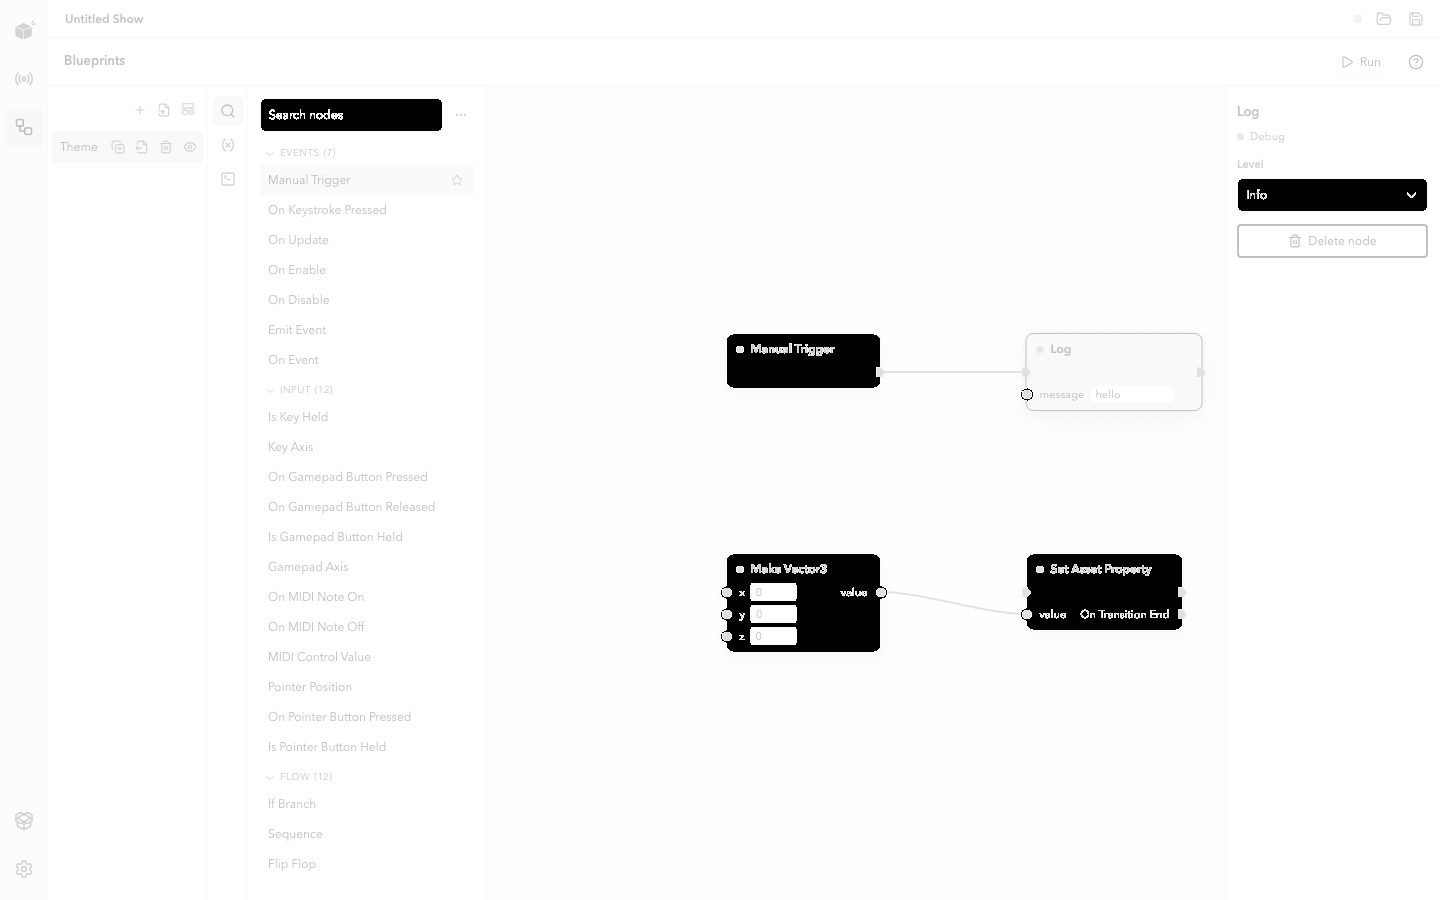 Untitled Show
Blueprints
Run
Theme
Search nodes
EVENTS (7)
Manual Trigger
On Keystroke Pressed
On Update
On Enable
On Disable
Emit Event
On Event
INPUT (12)
Is Key Held
Key Axis
On Gamepad Button Pressed
On Gamepad Button Released
Is Gamepad Button Held
Gamepad Axis
On MIDI Note On
On MIDI Note Off
MIDI Control Value
Pointer Position
On Pointer Button Pressed
Is Pointer Button Held
FLOW (12)
If Branch
Sequence
Flip Flop
Manual Trigger
Log
message hello
Make Vector3
x 0 value
y 0
z 0
Set Asset Property
value On Transition End
Log
Debug
Level
Info
Delete node